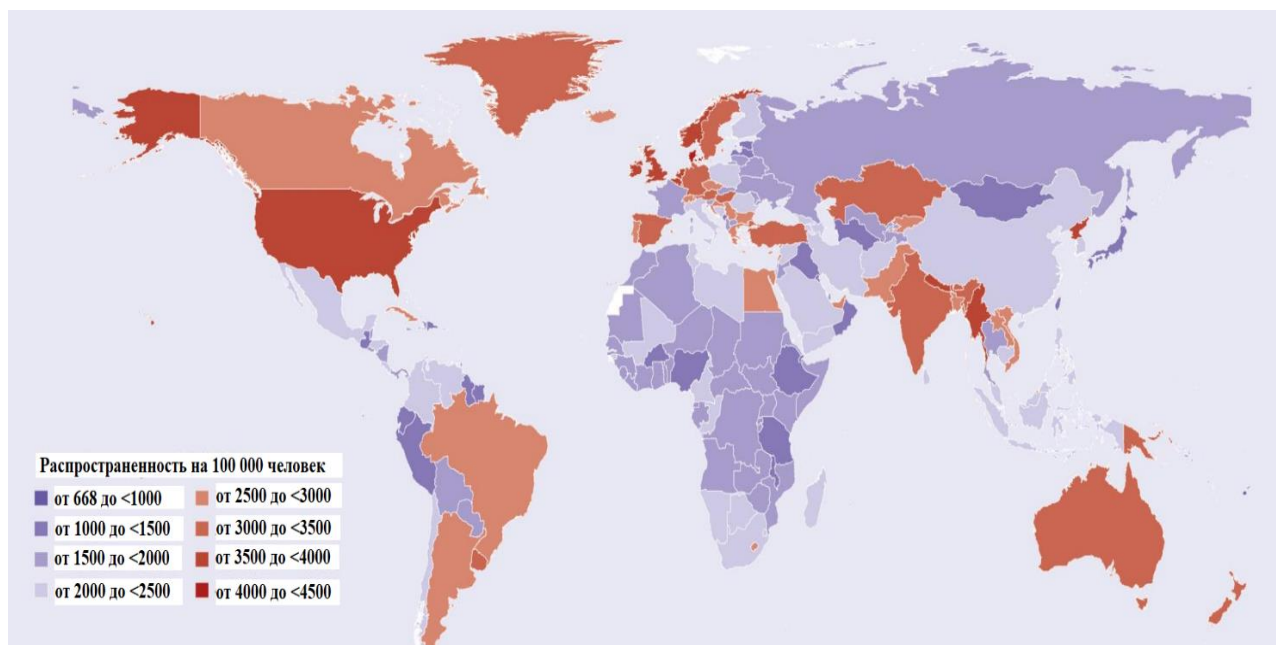 Распространенность на 100 000 человек
от 668 до <1000
от 1000 до <1500
от 1500 до <2000
от 2000 до <2500
от 2500 до <3000
от 3000 до <3500
от 3500 до <4000
от 4000 до <4500